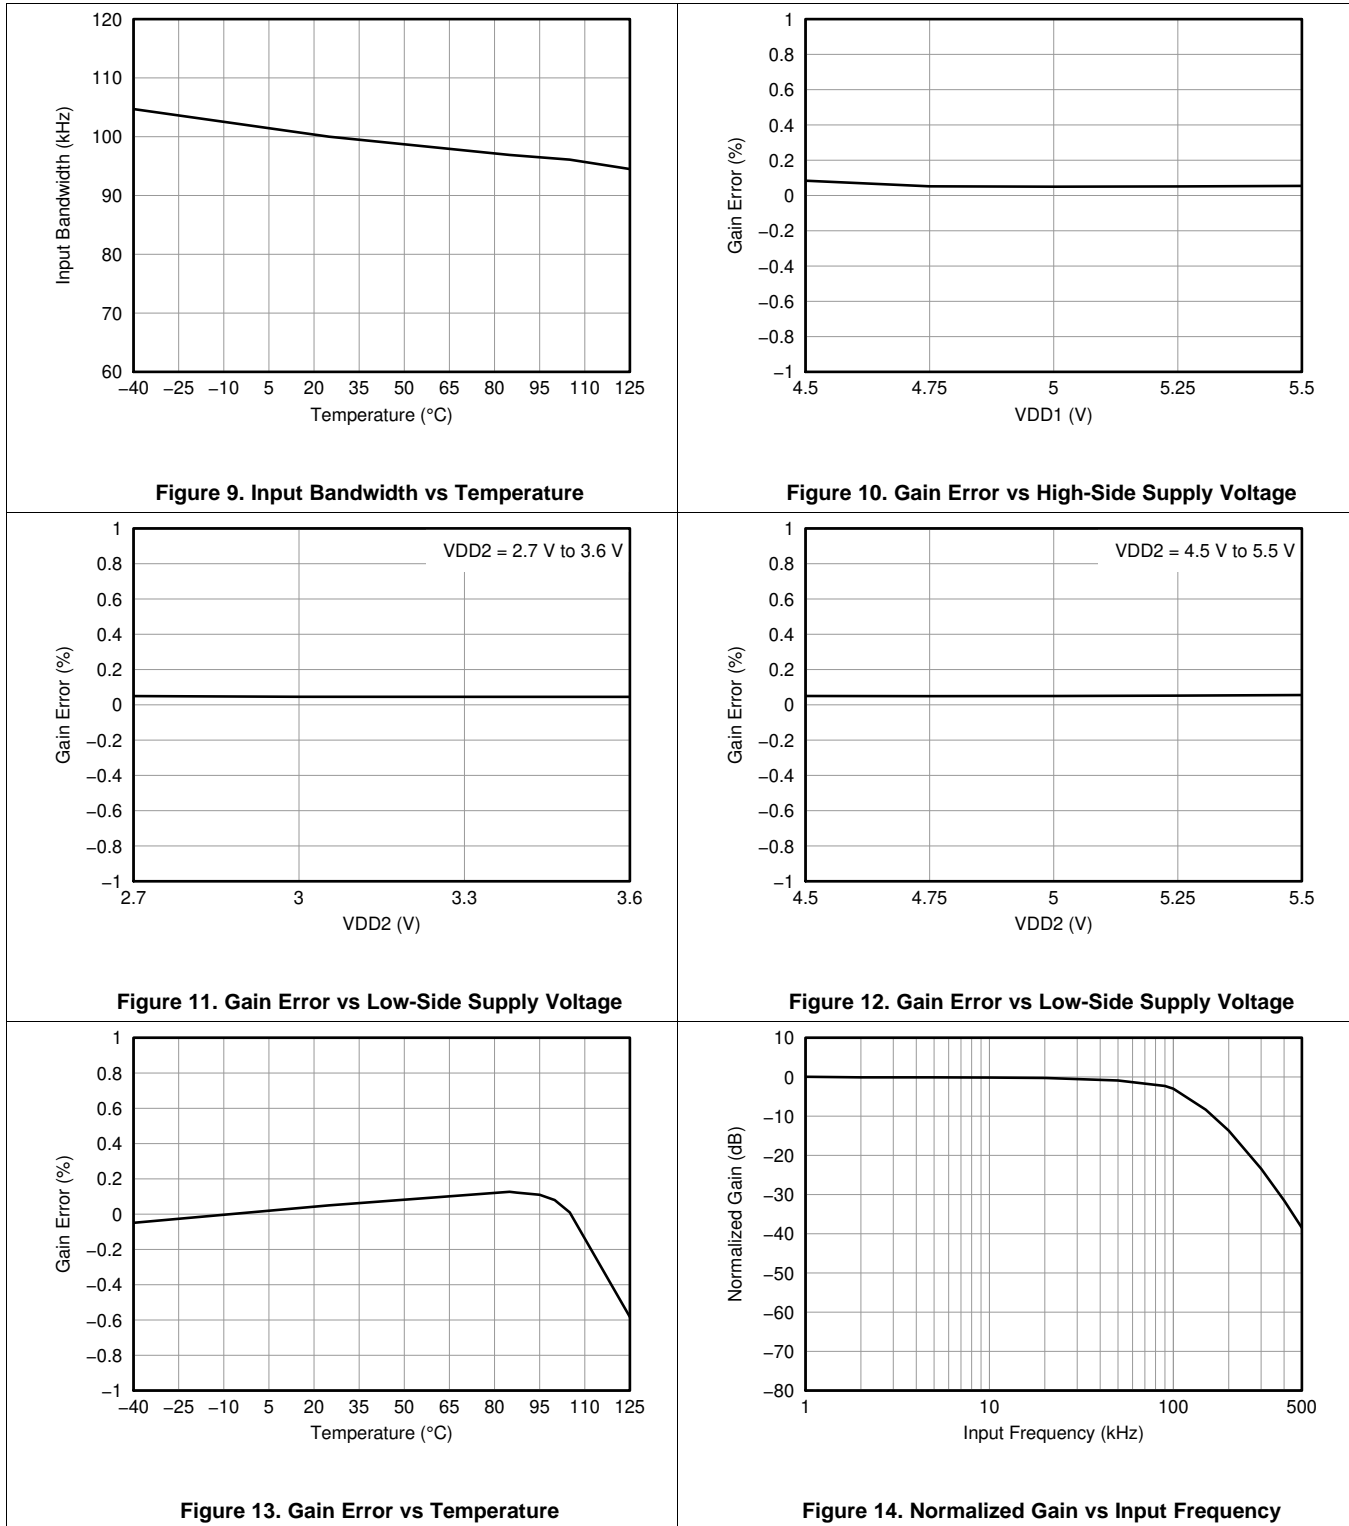 120
110
100
90
80
70
60
Input Bandwidth (kHz)
−40 −25 −10 5 20 35 50 65 80 95 110 125
Temperature (°C)
Figure 9. Input Bandwidth vs Temperature
1
0.8
0.6
0.4
0.2
0
−0.2
−0.4
−0.6
−0.8
−1
Gain Error (%)
4.5 4.75 5 5.25 5.5
VDD1 (V)
Figure 10. Gain Error vs High-Side Supply Voltage
1
0.8
0.6
0.4
0.2
0
−0.2
−0.4
−0.6
−0.8
−1
Gain Error (%)
VDD2 = 2.7 V to 3.6 V
2.7 3 3.3 3.6
VDD2 (V)
Figure 11. Gain Error vs Low-Side Supply Voltage
1
0.8
0.6
0.4
0.2
0
−0.2
−0.4
−0.6
−0.8
−1
Gain Error (%)
VDD2 = 4.5 V to 5.5 V
4.5 4.75 5 5.25 5.5
VDD2 (V)
Figure 12. Gain Error vs Low-Side Supply Voltage
1
0.8
0.6
0.4
0.2
0
−0.2
−0.4
−0.6
−0.8
−1
Gain Error (%)
−40 −25 −10 5 20 35 50 65 80 95 110 125
Temperature (°C)
Figure 13. Gain Error vs Temperature
10
0
−10
−20
−30
−40
−50
−60
−70
−80
Normalized Gain (dB)
1 10 100 500
Input Frequency (kHz)
Figure 14. Normalized Gain vs Input Frequency